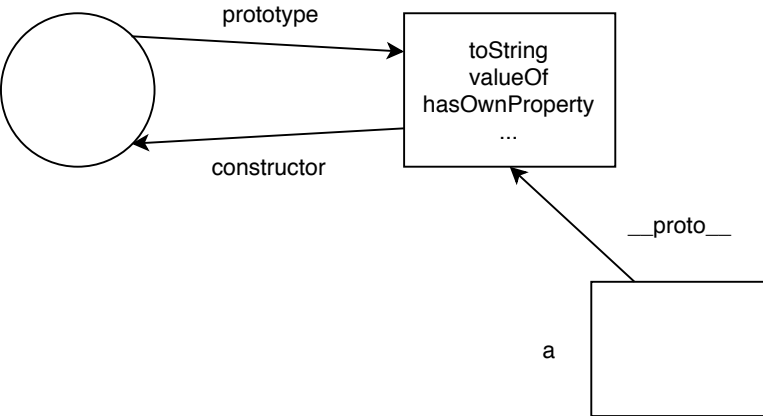 prototype
toString
valueOf
hasOwnProperty
...
constructor
__proto__
a